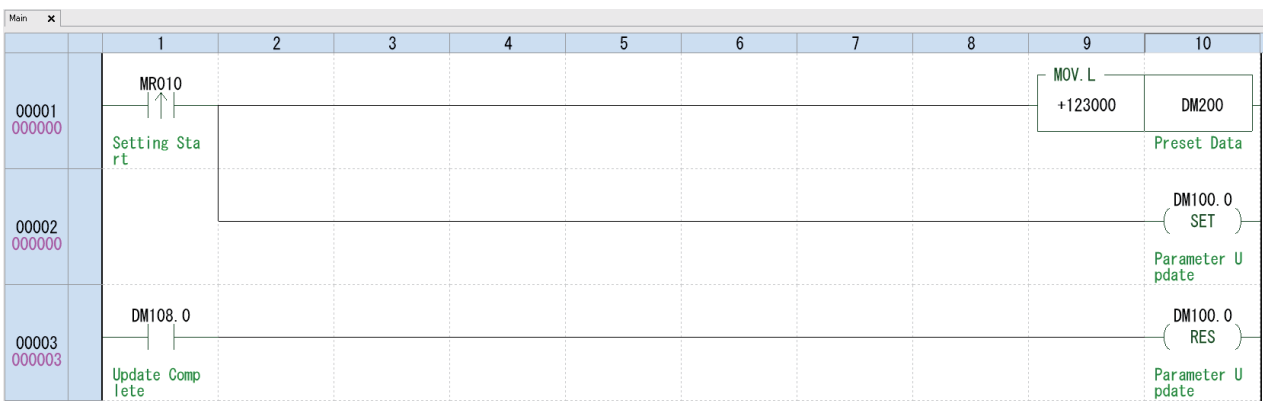 Main x
1 2 3 4 5 6 7 8 9 10
MR010
MOV.L
00001
+123000 DM200
000000
Setting Sta
rt
Preset Data
DM100.0
00002
SET
000000
Parameter U
pdate
DM108.0
DM100.0
00003
RES
000003
Update Comp
lete
Parameter U
pdate